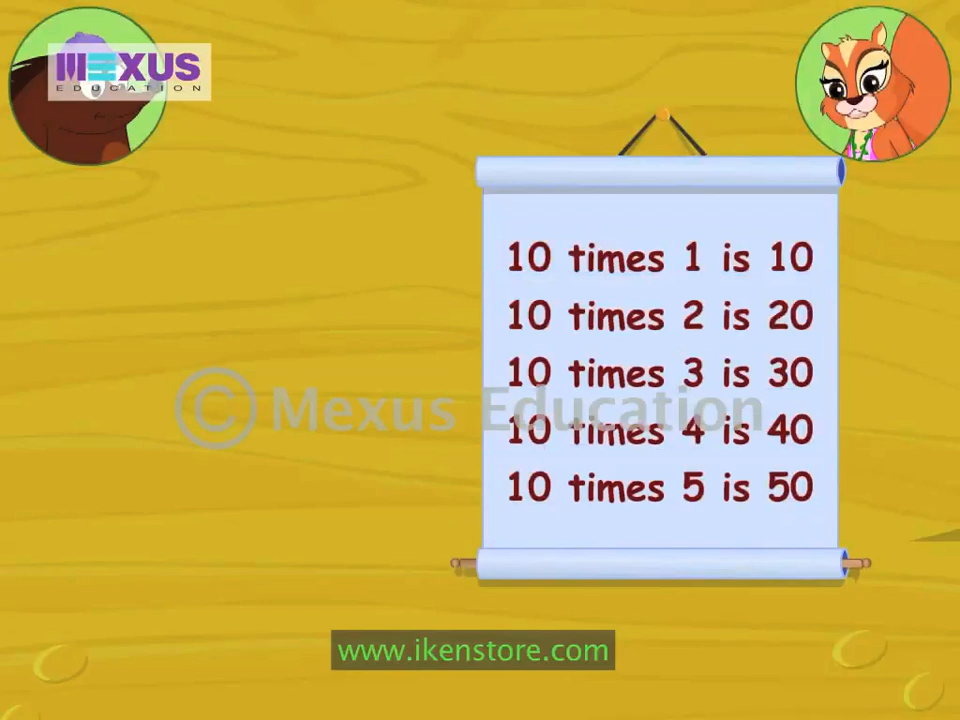 MEXUS
EDUCATION
10 times 1 is 10
10 times 2 is 20
10 times 3 is 30
© Mexus Education
10 times 4 is 40
10 times 5 is 50
www.ikenstore.com